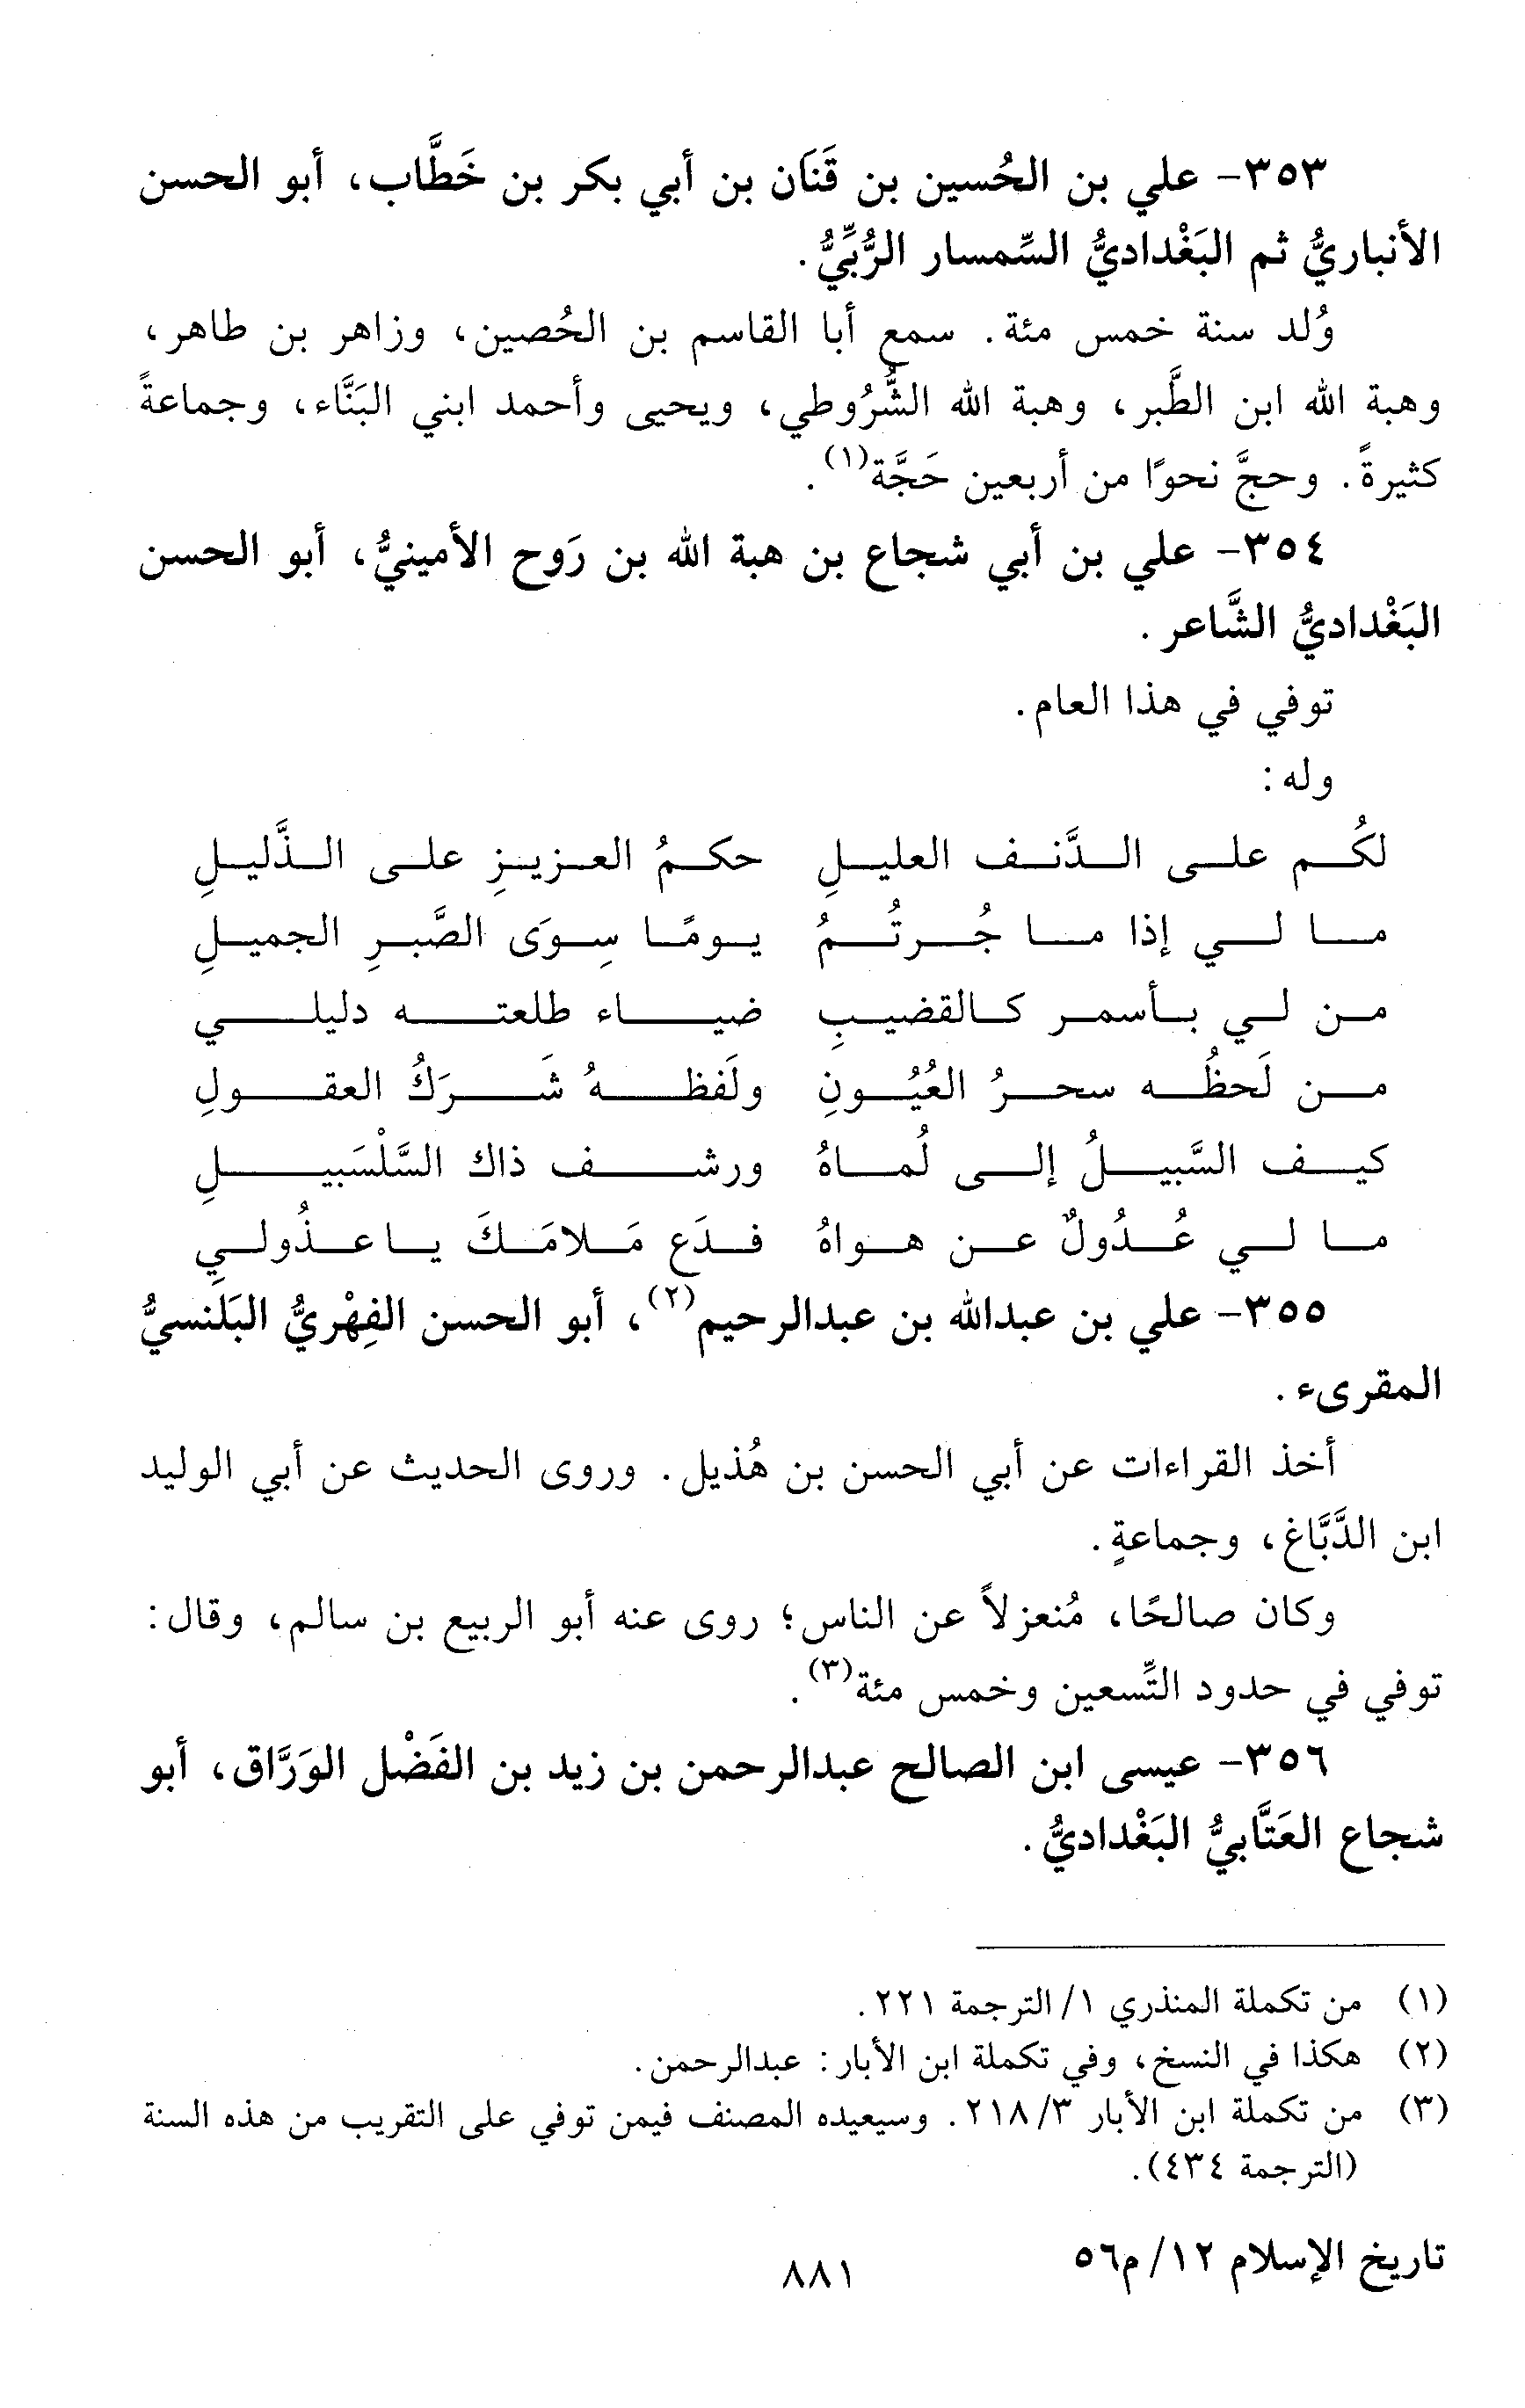 ٣٥٣- علي بن الحُسين بن قَنَان بن أبي بكر بن خَطَّاب، أبو الحسن
الأنباريُّ ثم البَغْداديُّ السِّمسار الرُّبِّيُّ.
وُلد سنة خمس مئة. سمع أبا القاسم بن الحُصين، وزاهر بن طاهر،
وهبة الله ابن الطَّبر، وهبة الله الشُّرُوطي، ويحيى وأحمد ابني البَنَّاء، وجماعةً
كثيرةً. وحجَّ نحوًا من أربعين حَجَّة(١).
٣٥٤- علي بن أبي شجاع بن هبة الله بن رَوح الأمينيُّ، أبو الحسن
البَغْداديُّ الشَّاعر.
توفي في هذا العام.
وله:
لكُم على الدَّنف العليلِ حكمُ العزيزِ على الذَّليلِ
ما لي إذا ما جُرتُمُ يومًا سِوَى الصَّبرِ الجميلِ
من لي بأسمر كالقضيبِ ضياء طلعته دليلي
من لَحظُه سحرُ العُيُونِ ولَفظهُ شَرَكُ العقولِ
كيف السَّبيلُ إلى لُماهُ ورشف ذاك السَّلْسَبيلِ
ما لي عُدُولٌ عن هواهُ فدَع مَلامَكَ يا عذُولي
٣٥٥- علي بن عبدالله بن عبدالرحيم(٢)، أبو الحسن الفِهْريُّ البَلَنسيُّ
المقرىء.
أخذ القراءات عن أبي الحسن بن هُذيل. وروى الحديث عن أبي الوليد
ابن الدَّبَّاغ، وجماعةٍ.
وكان صالحًا، مُنعزلاً عن الناس؛ روى عنه أبو الربيع بن سالم، وقال:
توفي في حدود التِّسعين وخمس مئة(٣).
٣٥٦- عيسى ابن الصالح عبدالرحمن بن زيد بن الفَضْل الوَرَّاق، أبو
شجاع العَتَّابيُّ البَغْداديُّ.
(١) من تكملة المنذري ١/ الترجمة ٢٢١.
(٢) هكذا في النسخ، وفي تكملة ابن الأبار: عبدالرحمن.
(٣) من تكملة ابن الأبار ٣/ ٢١٨. وسيعيده المصنف فيمن توفي على التقريب من هذه السنة
(الترجمة ٤٣٤).
تاريخ الإسلام ١٢/ م٥٦
٨٨١